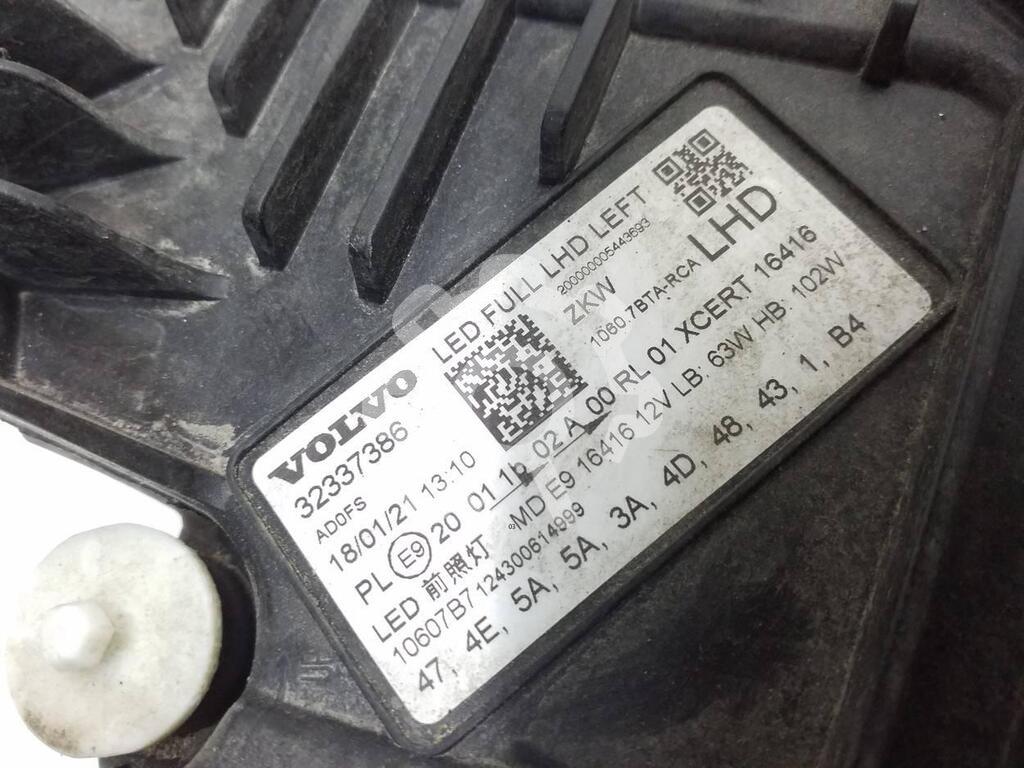 VOLVO LED FULL LHD LEFT
32337386
200000005443693
AD0FS ZKW LHD
18/01/21 13:10 1060.7BTA-RCA
PL E9 20 01 1b 02 A 00 RL 01 XCERT 16416
LED 前照灯 03 MD E9 16416 12V LB: 63W HB: 102W
10607B7124300614999
47, 4E, 5A, 5A, 3A, 4D, 48, 43, 1, B4